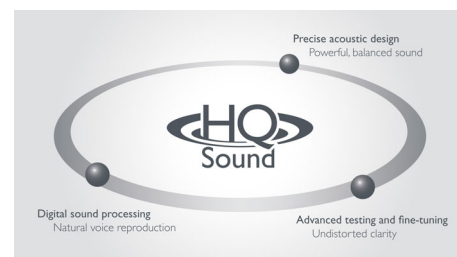 Precise acoustic design
Powerful, balanced sound
HQ
Sound
Digital sound processing
Natural voice reproduction
Advanced testing and fine-tuning
Undistorted clarity